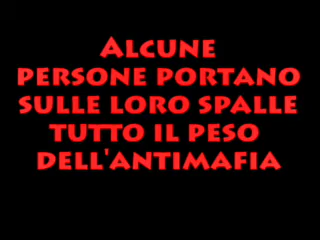 Alcune
persone portano
sulle loro spalle
tutto il peso
dell'antimafia